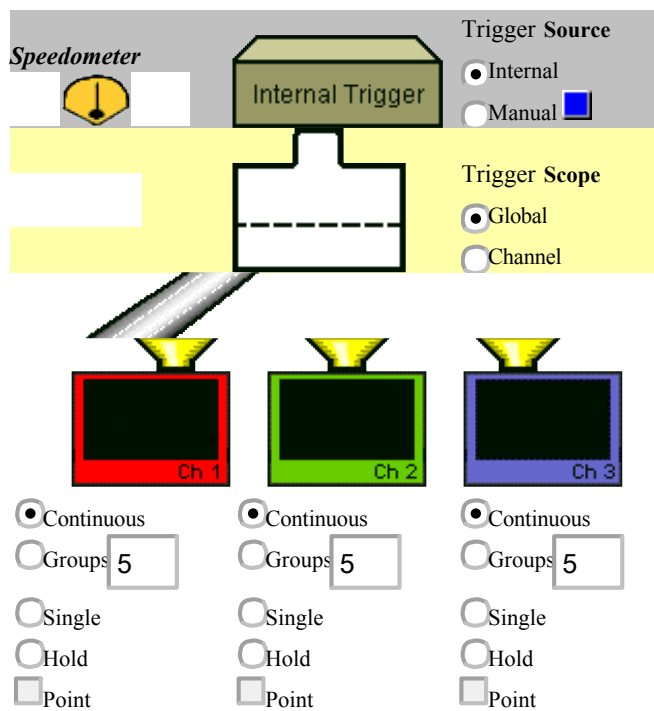 Trigger Source
Speedometer
Internal Trigger
Internal
Manual
Trigger Scope
Global
Channel
Ch 1
Ch 2
Ch 3
Continuous Continuous Continuous
Groups 5 Groups 5 Groups 5
Single Single Single
Hold Hold Hold
Point Point Point